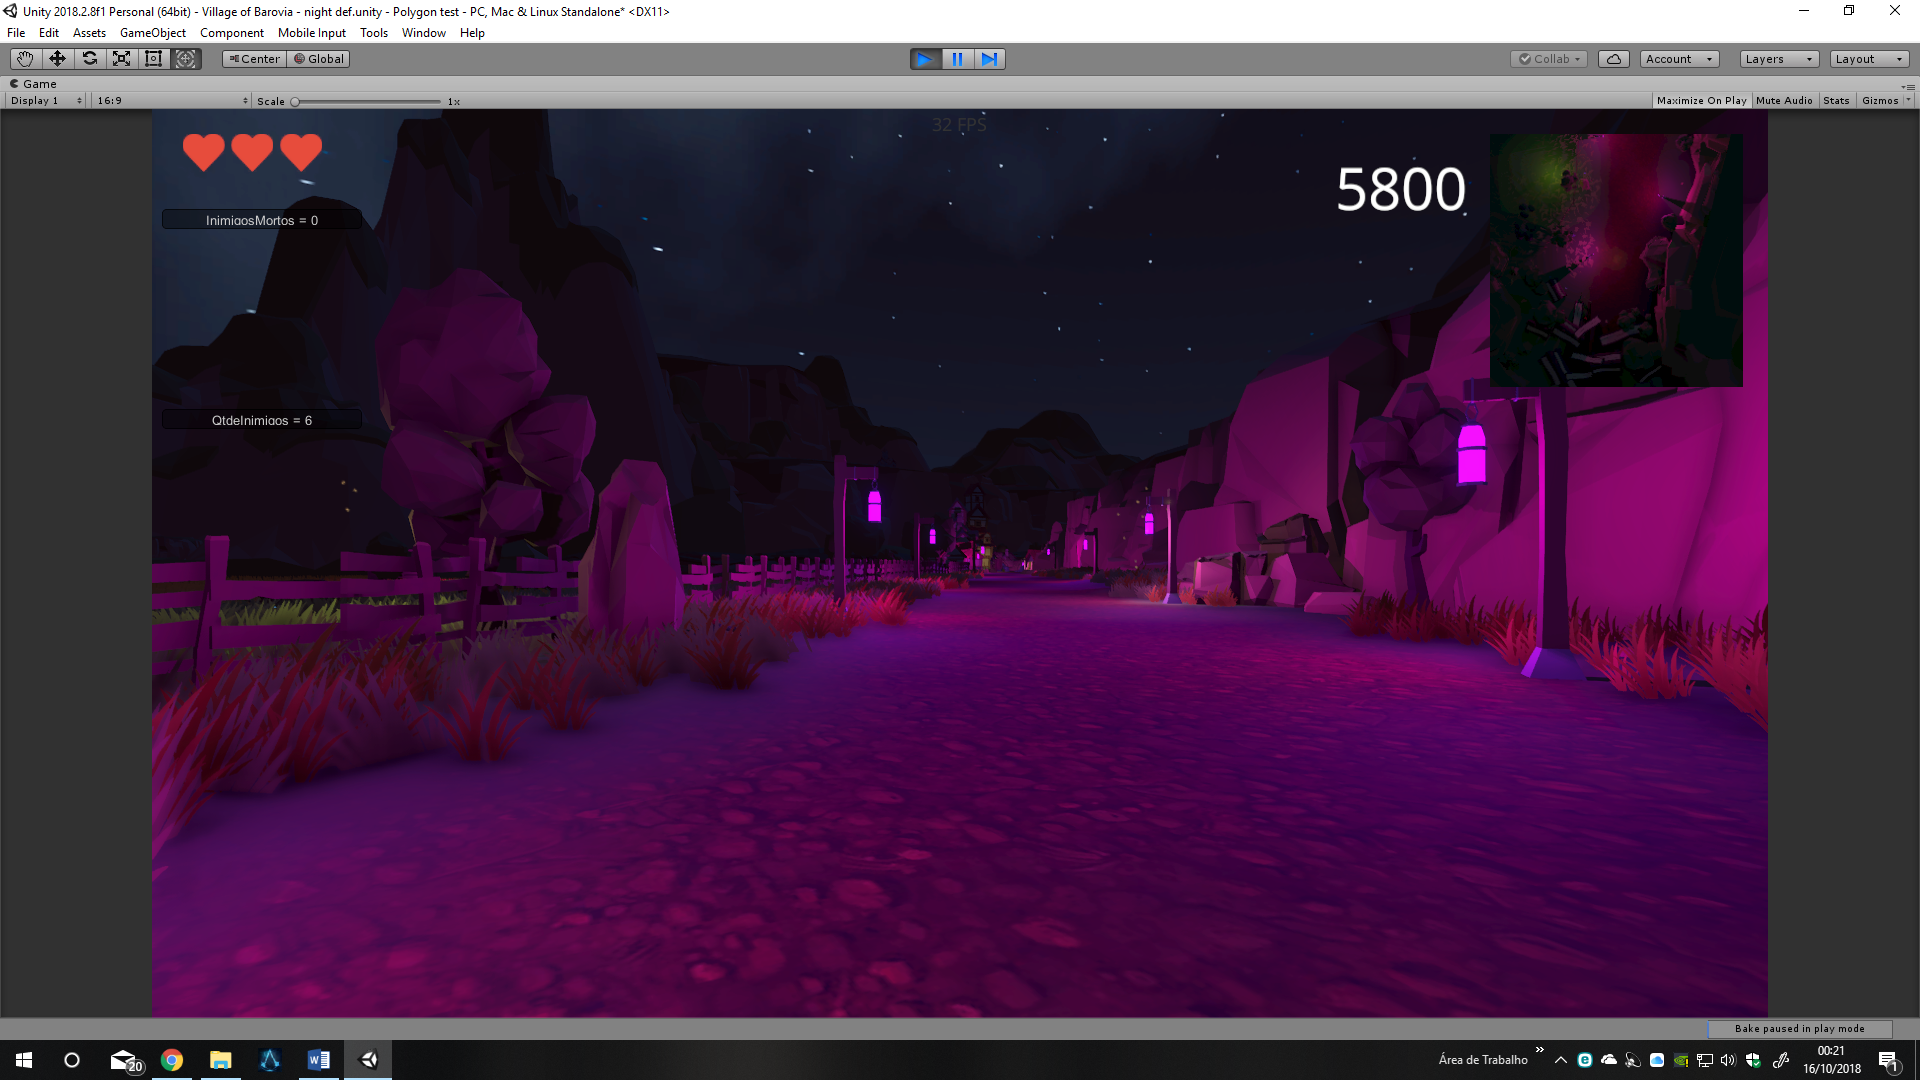 Unity 2018.2.8f1 Personal (64bit) - Village of Barovia - night def.unity - Polygon test - PC, Mac & Linux Standalone* <DX11>
File Edit Assets GameObject Component Mobile Input Tools Window Help
Center Global Collab Account Layers Layout
Game
Display 1 16:9 Scale 1x Maximize On Play Mute Audio Stats Gizmos
32 FPS
5800
InimigosMortos = 0
QtdeInimigos = 6
Bake paused in play mode
20 Área de Trabalho » 00:21
16/10/2018 1